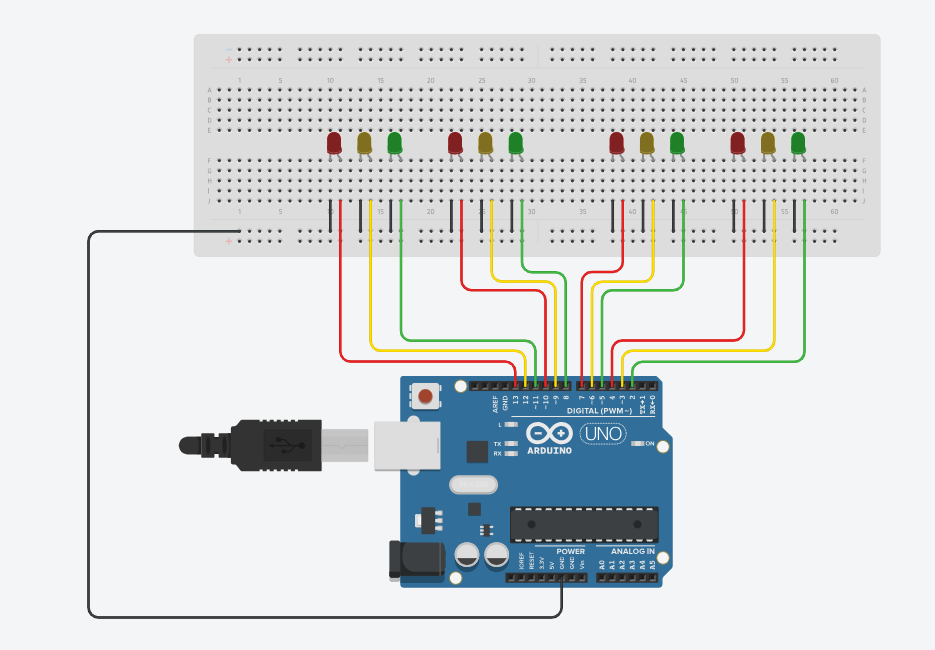 - +
1 5 10 15 20 25 30 35 40 45 50 55 60
A A
B B
C C
D D
E E
F F
G G
H H
I I
J J
1 5 10 15 20 25 30 35 40 45 50 55 60
- +
AREF GND 13 12 ~11 ~10 ~9 8 7 ~6 ~5 4 ~3 2 TX→1 RX←0
DIGITAL (PWM~)
L
TX
RX
ARDUINO
UNO
ON
POWER
ANALOG IN
IOREF RESET 3.3V 5V GND GND Vin A0 A1 A2 A3 A4 A5